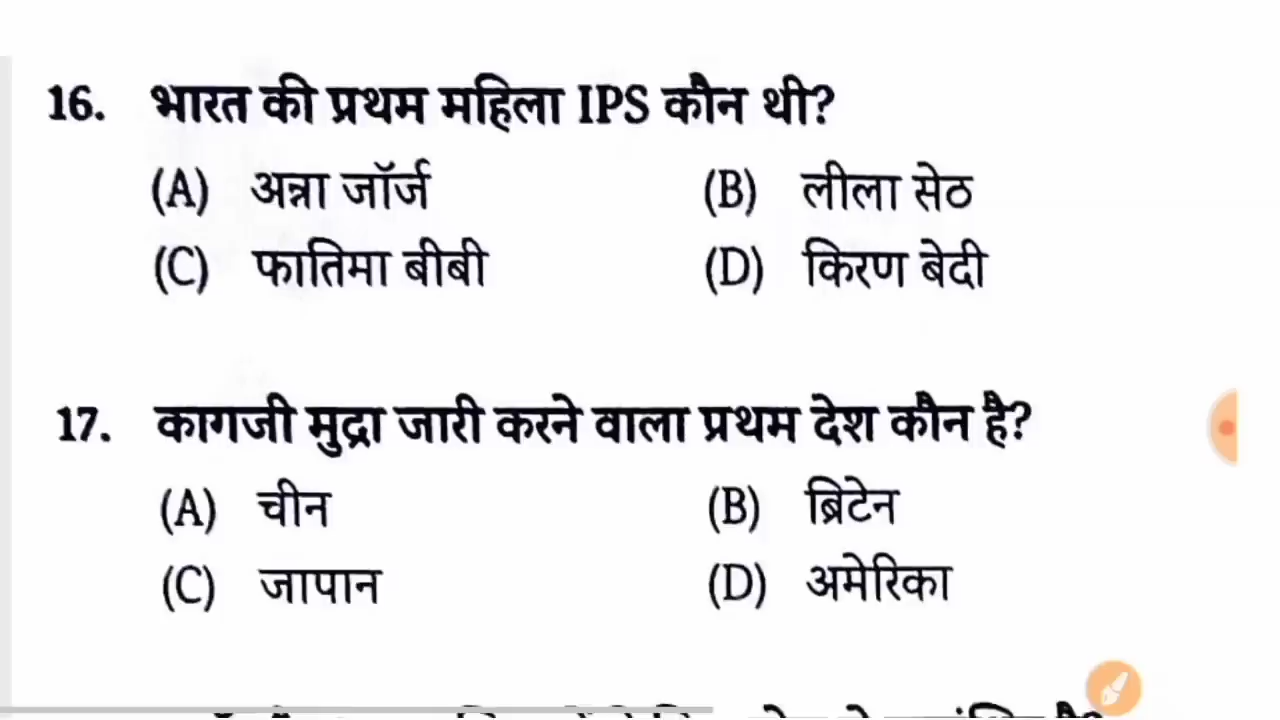 16. भारत की प्रथम महिला IPS कौन थी?
(A) अन्ना जॉर्ज (B) लीला सेठ
(C) फातिमा बीबी (D) किरण बेदी
17. कागजी मुद्रा जारी करने वाला प्रथम देश कौन है?
(A) चीन (B) ब्रिटेन
(C) जापान (D) अमेरिका